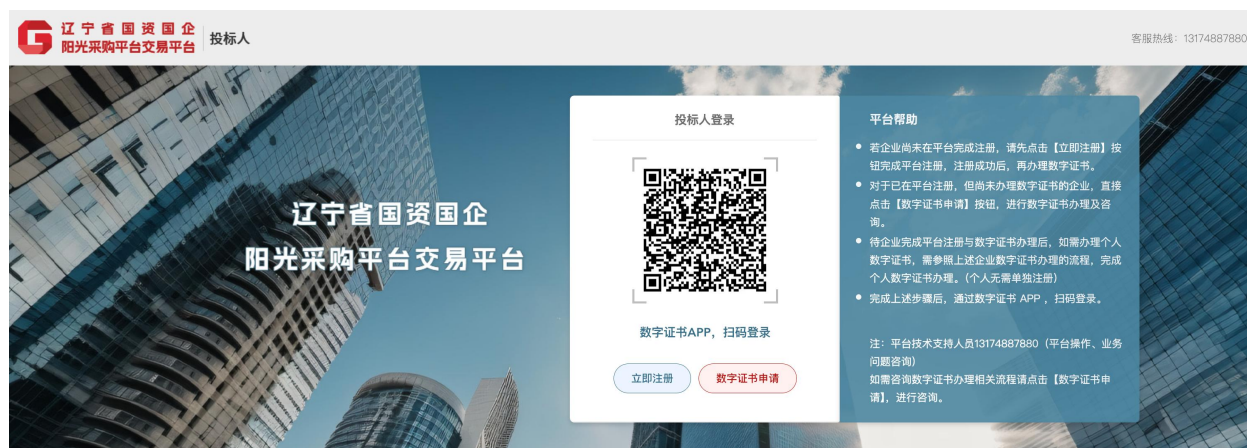 辽宁省国资国企
阳光采购平台交易平台
投标人
客服热线：13174887880
辽宁省国资国企
阳光采购平台交易平台
投标人登录
数字证书APP，扫码登录
立即注册
数字证书申请
平台帮助
若企业尚未在平台完成注册，请先点击【立即注册】按
钮完成平台注册，注册成功后，再办理数字证书。
对于已在平台注册，但尚未办理数字证书的企业，直接
点击【数字证书申请】按钮，进行数字证书办理及咨
询。
待企业完成平台注册与数字证书办理后，如需办理个人
数字证书，需参照上述企业数字证书办理的流程，完成
个人数字证书办理。（个人无需单独注册）
完成上述步骤后，通过数字证书 APP ，扫码登录。
注：平台技术支持人员13174887880（平台操作、业务
问题咨询）
如需咨询数字证书办理相关流程请点击【数字证书申
请】，进行咨询。